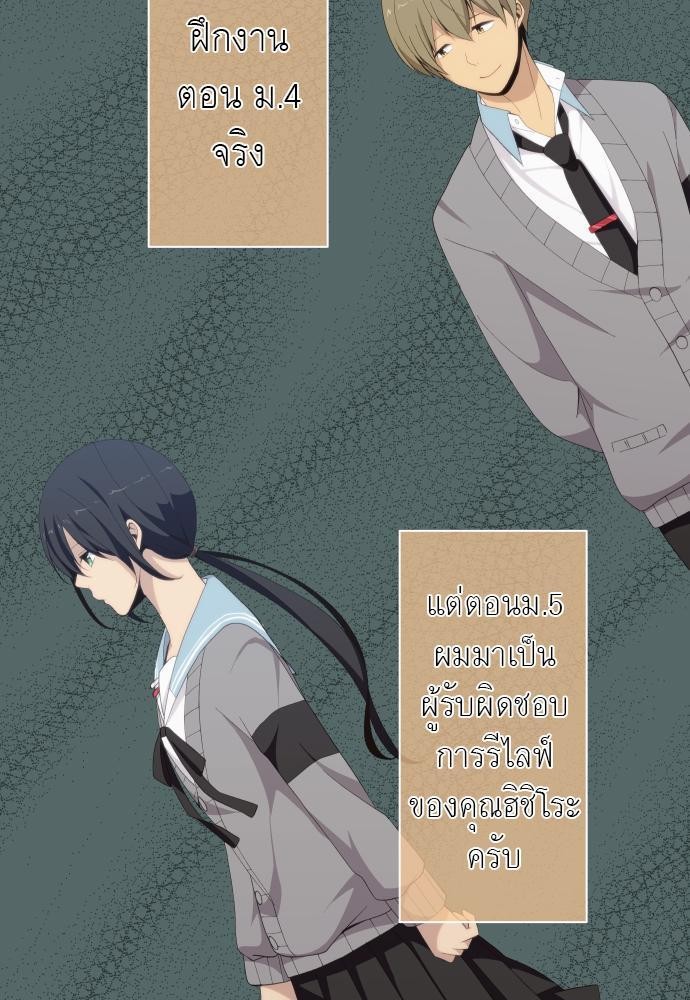 ฝึกงาน
ตอน ม.4
จริง
แต่ตอนม.5
ผมมาเป็น
ผู้รับผิดชอบ
การรีไลฟ์
ของคุณฮิชิโระ
ครับ